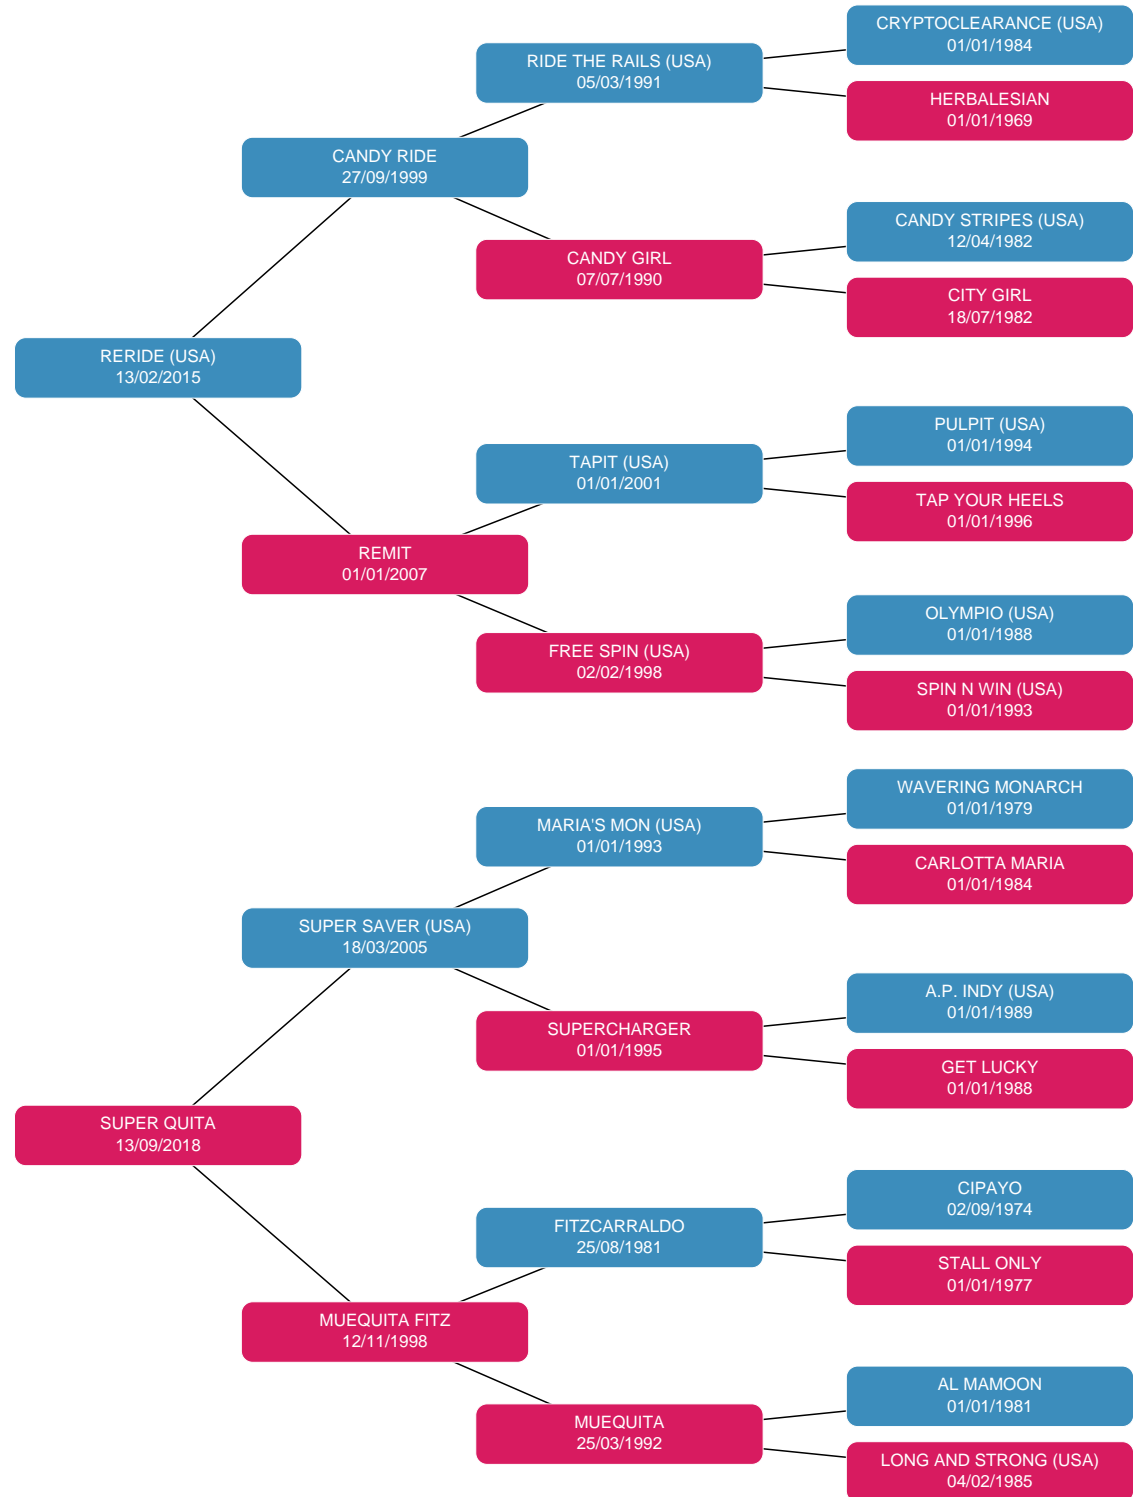 CRYPTOCLEARANCE (USA)
01/01/1984
RIDE THE RAILS (USA)
05/03/1991
HERBALESIAN
01/01/1969
CANDY RIDE
27/09/1999
CANDY STRIPES (USA)
12/04/1982
CANDY GIRL
07/07/1990
CITY GIRL
18/07/1982
RERIDE (USA)
13/02/2015
PULPIT (USA)
01/01/1994
TAPIT (USA)
01/01/2001
TAP YOUR HEELS
01/01/1996
REMIT
01/01/2007
OLYMPIO (USA)
01/01/1988
FREE SPIN (USA)
02/02/1998
SPIN N WIN (USA)
01/01/1993
WAVERING MONARCH
01/01/1979
MARIA'S MON (USA)
01/01/1993
CARLOTTA MARIA
01/01/1984
SUPER SAVER (USA)
18/03/2005
A.P. INDY (USA)
01/01/1989
SUPERCHARGER
01/01/1995
GET LUCKY
01/01/1988
SUPER QUITA
13/09/2018
CIPAYO
02/09/1974
FITZCARRALDO
25/08/1981
STALL ONLY
01/01/1977
MUEQUITA FITZ
12/11/1998
AL MAMOON
01/01/1981
MUEQUITA
25/03/1992
LONG AND STRONG (USA)
04/02/1985